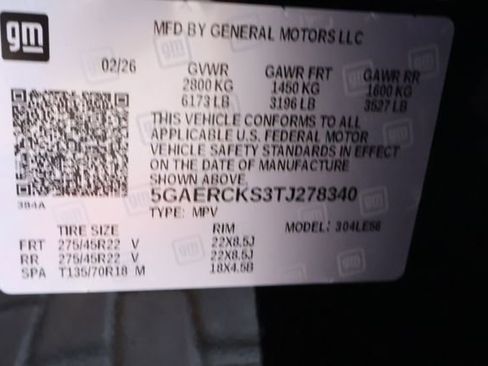 gm
MFD BY GENERAL MOTORS LLC
02/26 GVWR GAWR FRT GAWR RR
2800 KG 1450 KG 1600 KG
6173 LB 3196 LB 3527 LB
THIS VEHICLE CONFORMS TO ALL
APPLICABLE U.S. FEDERAL MOTOR
VEHICLE SAFETY STANDARDS IN EFFECT
ON THE DATE OF MANUFACTURE
SHOWN ABOVE
384A
5GAERCKS3TJ278340
TYPE: MPV MODEL: 304LE56
TIRE SIZE RIM
FRT 275/45R22 V 22X8.5J
RR 275/45R22 V 22X8.5J
SPA T135/70R18 M 18X4.5B